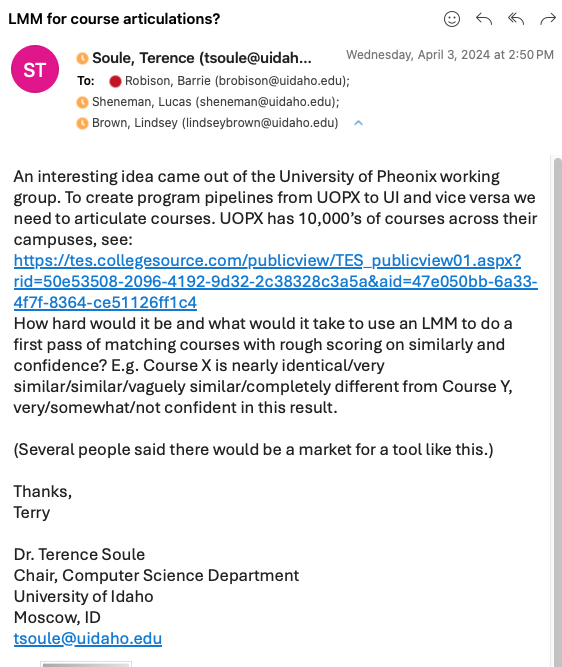 LMM for course articulations?
ST
Soule, Terence (tsoule@uidah...
Wednesday, April 3, 2024 at 2:50 PM
To: Robison, Barrie (brobison@uidaho.edu);
Sheneman, Lucas (sheneman@uidaho.edu);
Brown, Lindsey (lindseybrown@uidaho.edu)
An interesting idea came out of the University of Pheonix working
group. To create program pipelines from UOPX to UI and vice versa we
need to articulate courses. UOPX has 10,000’s of courses across their
campuses, see:
https://tes.collegesource.com/publicview/TES_publicview01.aspx?
rid=50e53508-2096-4192-9d32-2c38328c3a5a&aid=47e050bb-6a33-
4f7f-8364-ce51126ff1c4
How hard would it be and what would it take to use an LMM to do a
first pass of matching courses with rough scoring on similarly and
confidence? E.g. Course X is nearly identical/very
similar/similar/vaguely similar/completely different from Course Y,
very/somewhat/not confident in this result.
(Several people said there would be a market for a tool like this.)
Thanks,
Terry
Dr. Terence Soule
Chair, Computer Science Department
University of Idaho
Moscow, ID
tsoule@uidaho.edu